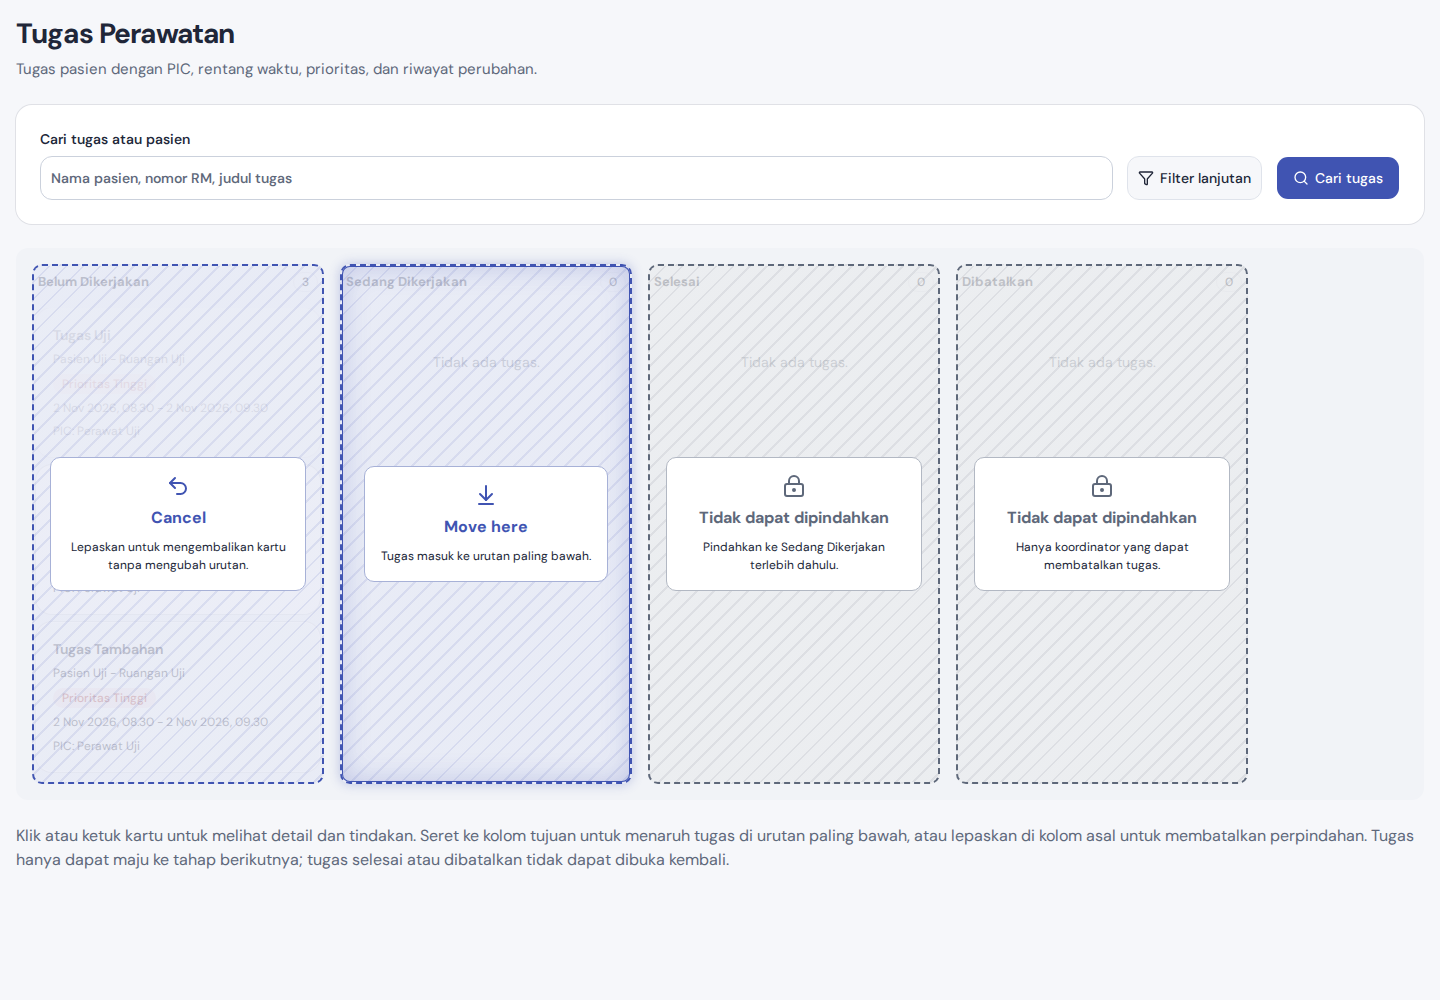 Tugas Perawatan
Tugas pasien dengan PIC, rentang waktu, prioritas, dan riwayat perubahan.
Cari tugas atau pasien
Nama pasien, nomor RM, judul tugas
Filter lanjutan
Cari tugas
Belum Dikerjakan 3
Tugas Uji
Pasien Uji - Ruangan Uji
Prioritas Tinggi
2 Nov 2026, 08.30 - 2 Nov 2026, 09.30
PIC: Perawat Uji
Cancel
Lepaskan untuk mengembalikan kartu
tanpa mengubah urutan.
Tugas Tambahan
Pasien Uji - Ruangan Uji
Prioritas Tinggi
2 Nov 2026, 08.30 - 2 Nov 2026, 09.30
PIC: Perawat Uji
Sedang Dikerjakan 0
Tidak ada tugas.
Move here
Tugas masuk ke urutan paling bawah.
Selesai 0
Tidak ada tugas.
Tidak dapat dipindahkan
Pindahkan ke Sedang Dikerjakan
terlebih dahulu.
Dibatalkan 0
Tidak ada tugas.
Tidak dapat dipindahkan
Hanya koordinator yang dapat
membatalkan tugas.
Klik atau ketuk kartu untuk melihat detail dan tindakan. Seret ke kolom tujuan untuk menaruh tugas di urutan paling bawah, atau lepaskan di kolom asal untuk membatalkan perpindahan. Tugas
hanya dapat maju ke tahap berikutnya; tugas selesai atau dibatalkan tidak dapat dibuka kembali.